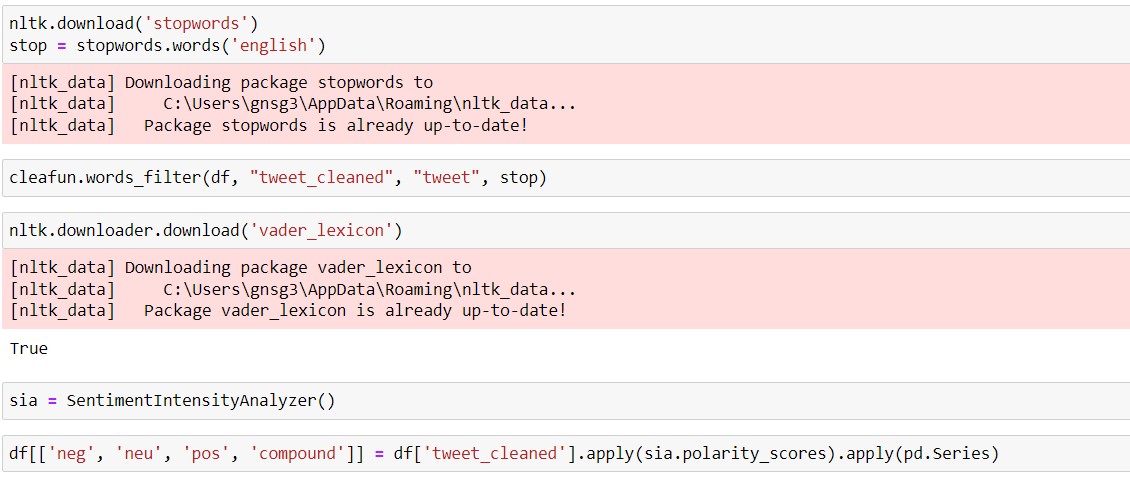 nltk.download('stopwords')
stop = stopwords.words('english')
[nltk_data] Downloading package stopwords to
[nltk_data]     C:\Users\gnsg3\AppData\Roaming\nltk_data...
[nltk_data]   Package stopwords is already up-to-date!
cleafun.words_filter(df, "tweet_cleaned", "tweet", stop)
nltk.downloader.download('vader_lexicon')
[nltk_data] Downloading package vader_lexicon to
[nltk_data]     C:\Users\gnsg3\AppData\Roaming\nltk_data...
[nltk_data]   Package vader_lexicon is already up-to-date!
True
sia = SentimentIntensityAnalyzer()
df[['neg', 'neu', 'pos', 'compound']] = df['tweet_cleaned'].apply(sia.polarity_scores).apply(pd.Series)